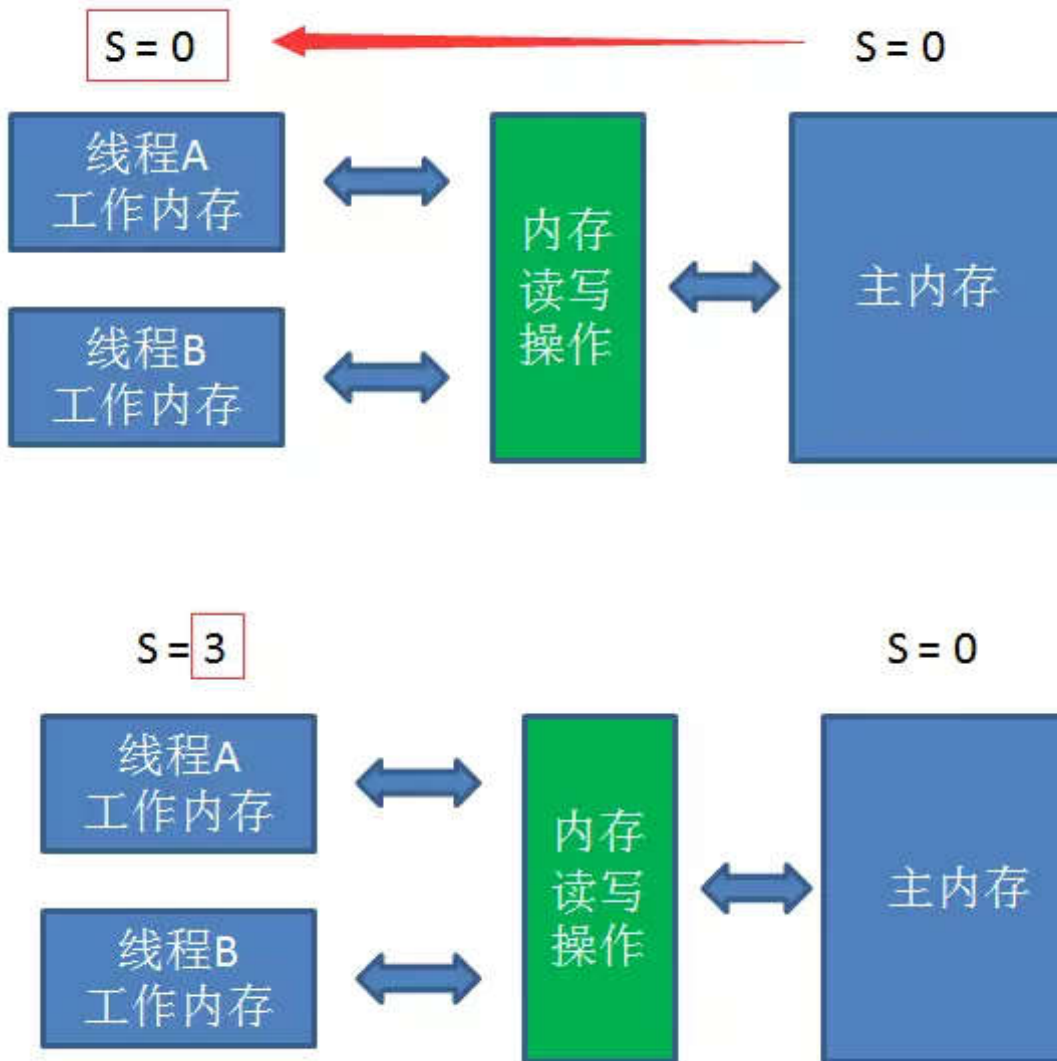 S = 0
S = 0
线程A
工作内存
线程B
工作内存
内存
读写
操作
主内存
S = 3
S = 0
线程A
工作内存
线程B
工作内存
内存
读写
操作
主内存